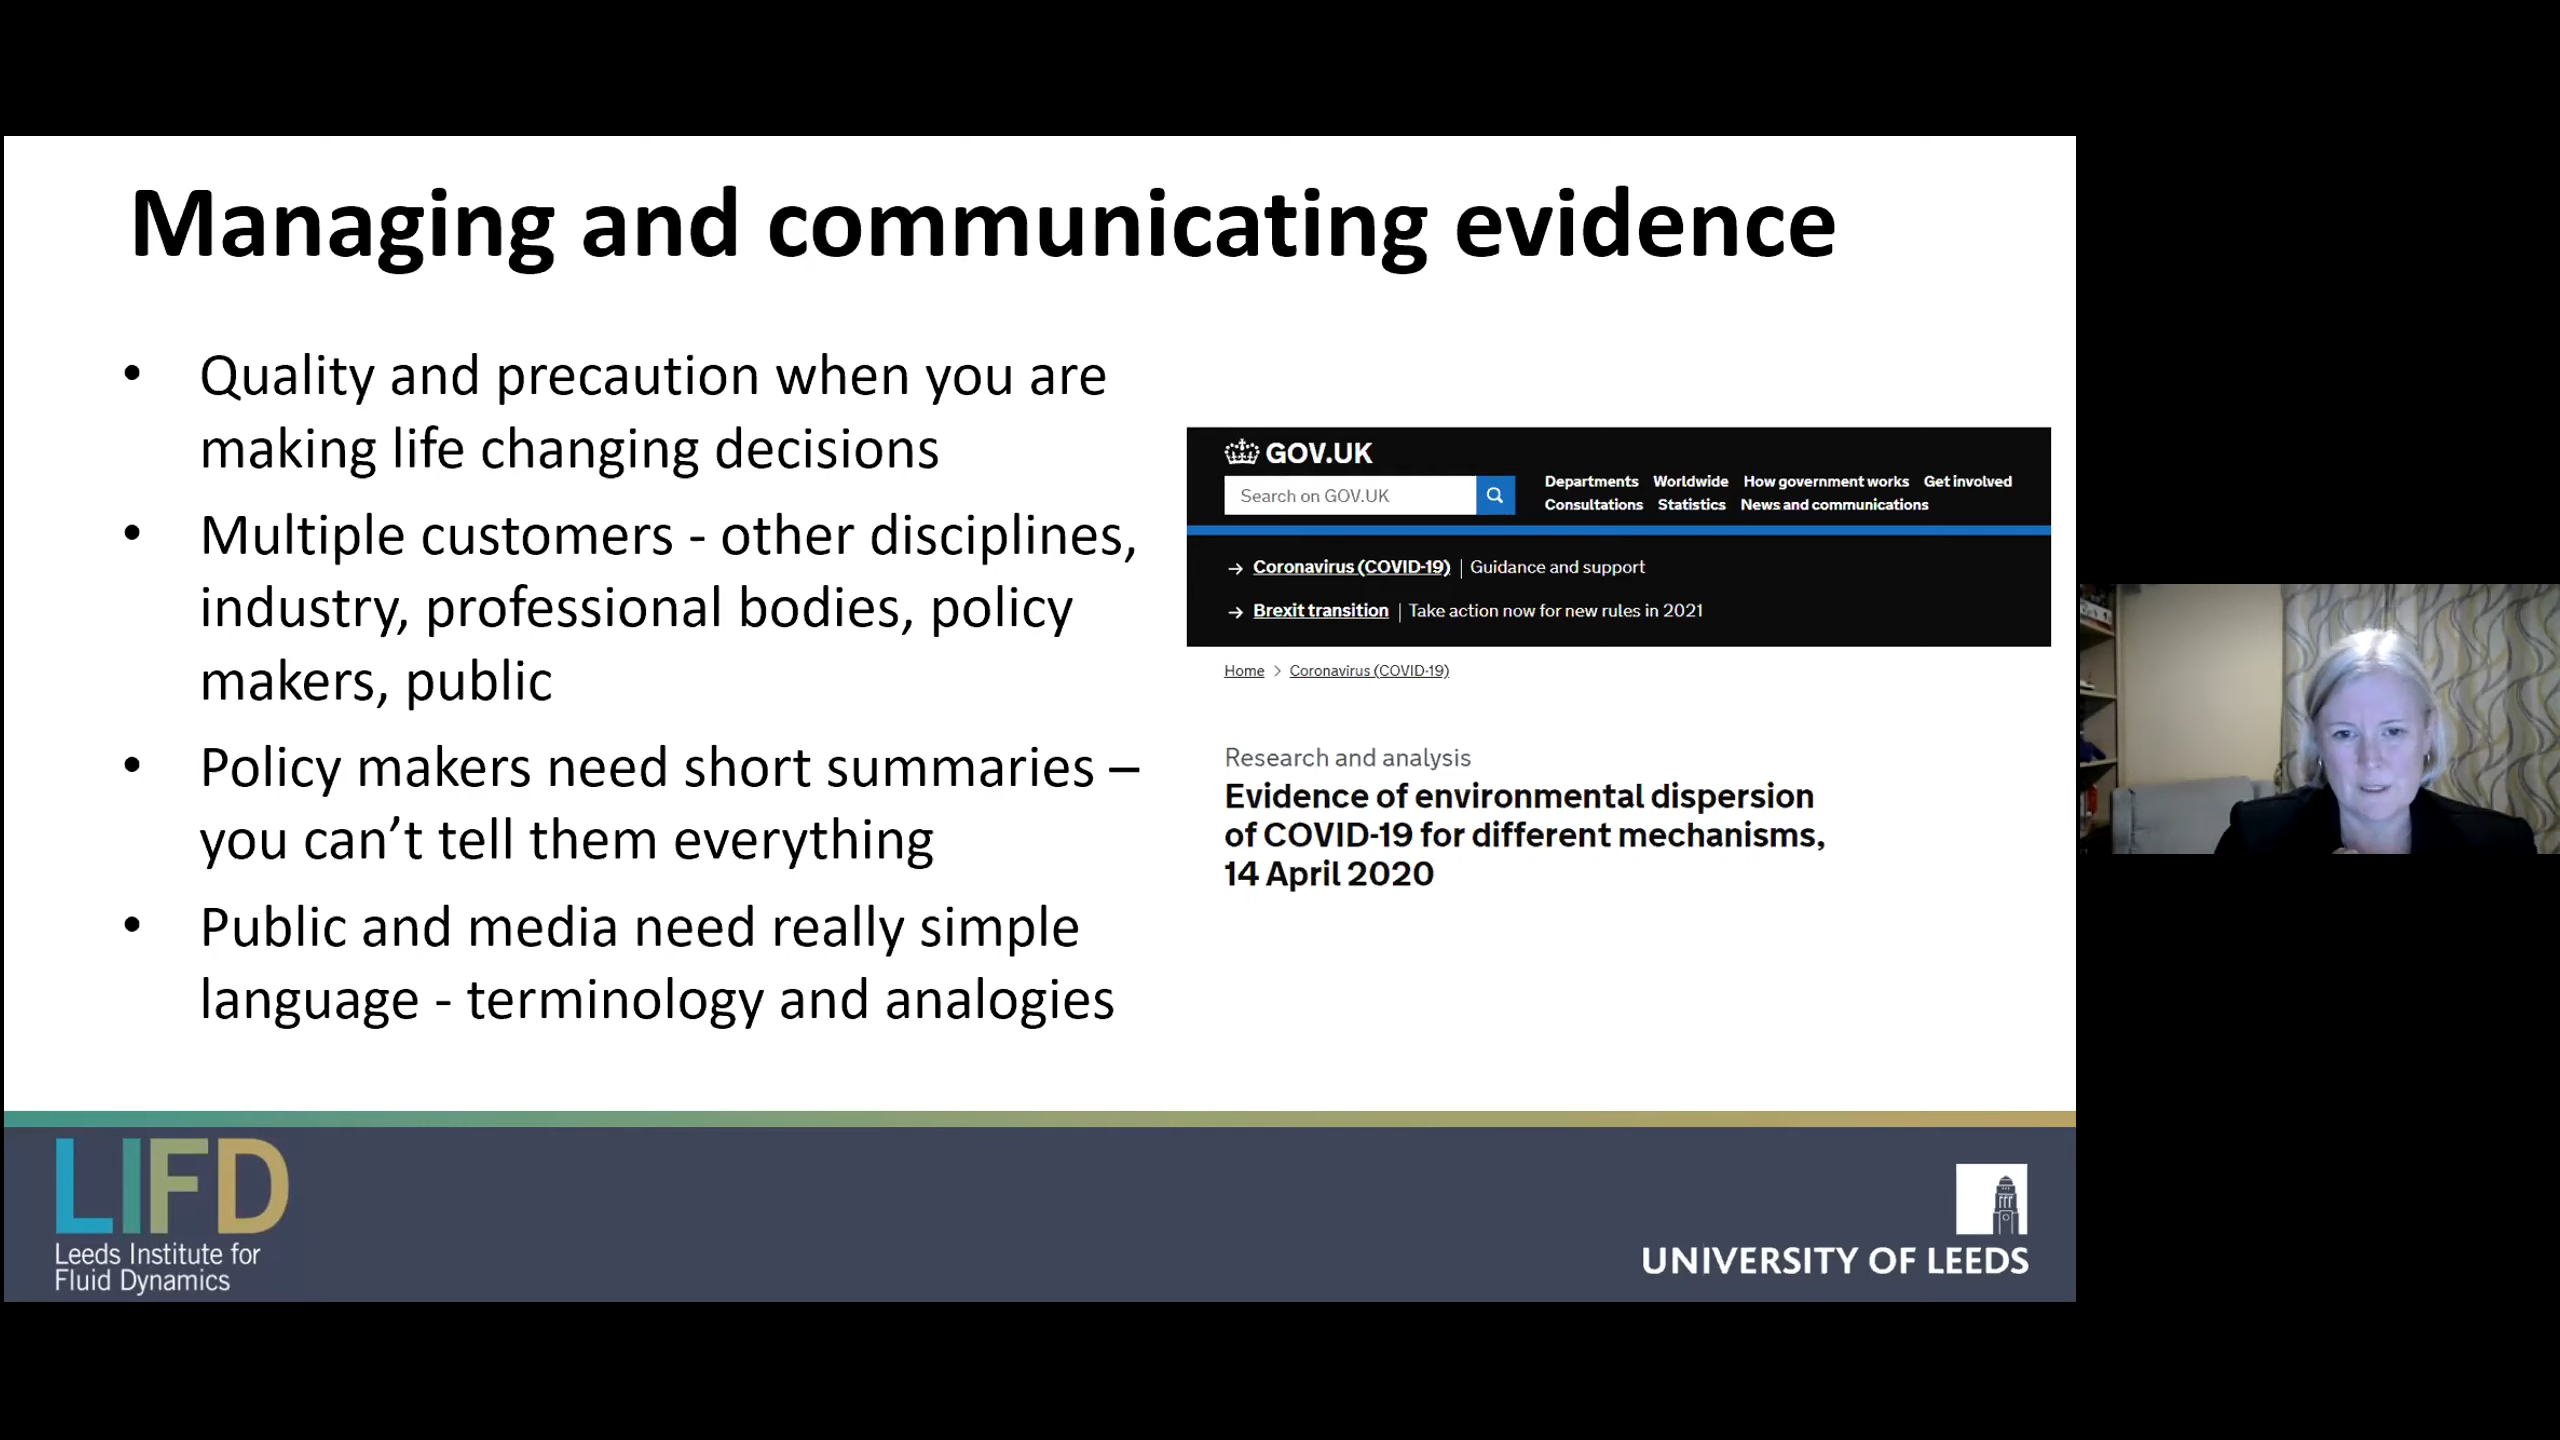 Managing and communicating evidence
• Quality and precaution when you are
making life changing decisions
• Multiple customers - other disciplines,
industry, professional bodies, policy
makers, public
• Policy makers need short summaries –
you can’t tell them everything
• Public and media need really simple
language - terminology and analogies
GOV.UK
Search on GOV.UK
Departments Worldwide How government works Get involved
Consultations Statistics News and communications
→ Coronavirus (COVID-19) | Guidance and support
→ Brexit transition | Take action now for new rules in 2021
Home > Coronavirus (COVID-19)
Research and analysis
Evidence of environmental dispersion
of COVID-19 for different mechanisms,
14 April 2020
LIFD
Leeds Institute for
Fluid Dynamics
UNIVERSITY OF LEEDS